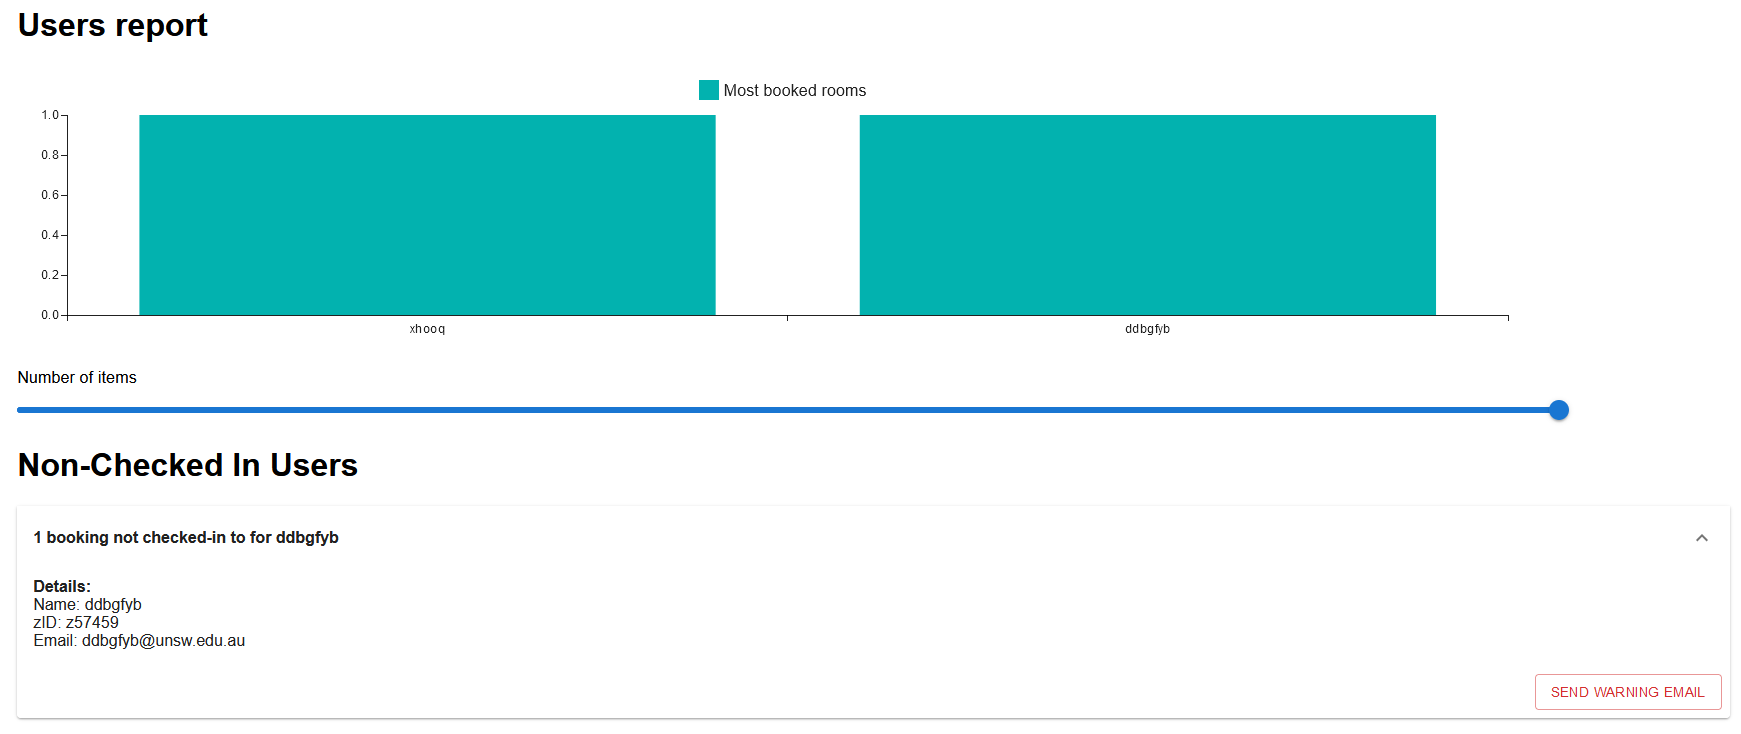 Users report
Most booked rooms
1.0
0.8
0.6
0.4
0.2
0.0
xhooq
ddbgfyb
Number of items
Non-Checked In Users
1 booking not checked-in to for ddbgfyb
Details:
Name: ddbgfyb
zID: z57459
Email: ddbgfyb@unsw.edu.au
SEND WARNING EMAIL